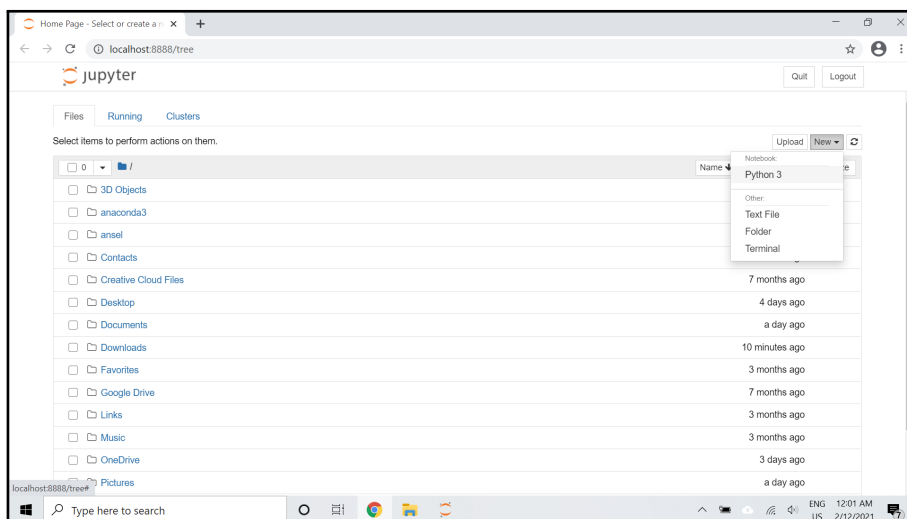 Home Page - Select or create a n
localhost:8888/tree
jupyter
Quit Logout
Files Running Clusters
Select items to perform actions on them.
Upload New
0 / Name
Notebook:
Python 3
Other:
Text File
Folder
Terminal
3D Objects
anaconda3
ansel
Contacts
Creative Cloud Files 7 months ago
Desktop 4 days ago
Documents a day ago
Downloads 10 minutes ago
Favorites 3 months ago
Google Drive 7 months ago
Links 3 months ago
Music 3 months ago
OneDrive 3 days ago
Pictures a day ago
localhost:8888/tree#
Type here to search
ENG 12:01 AM
US 2/12/2021
7